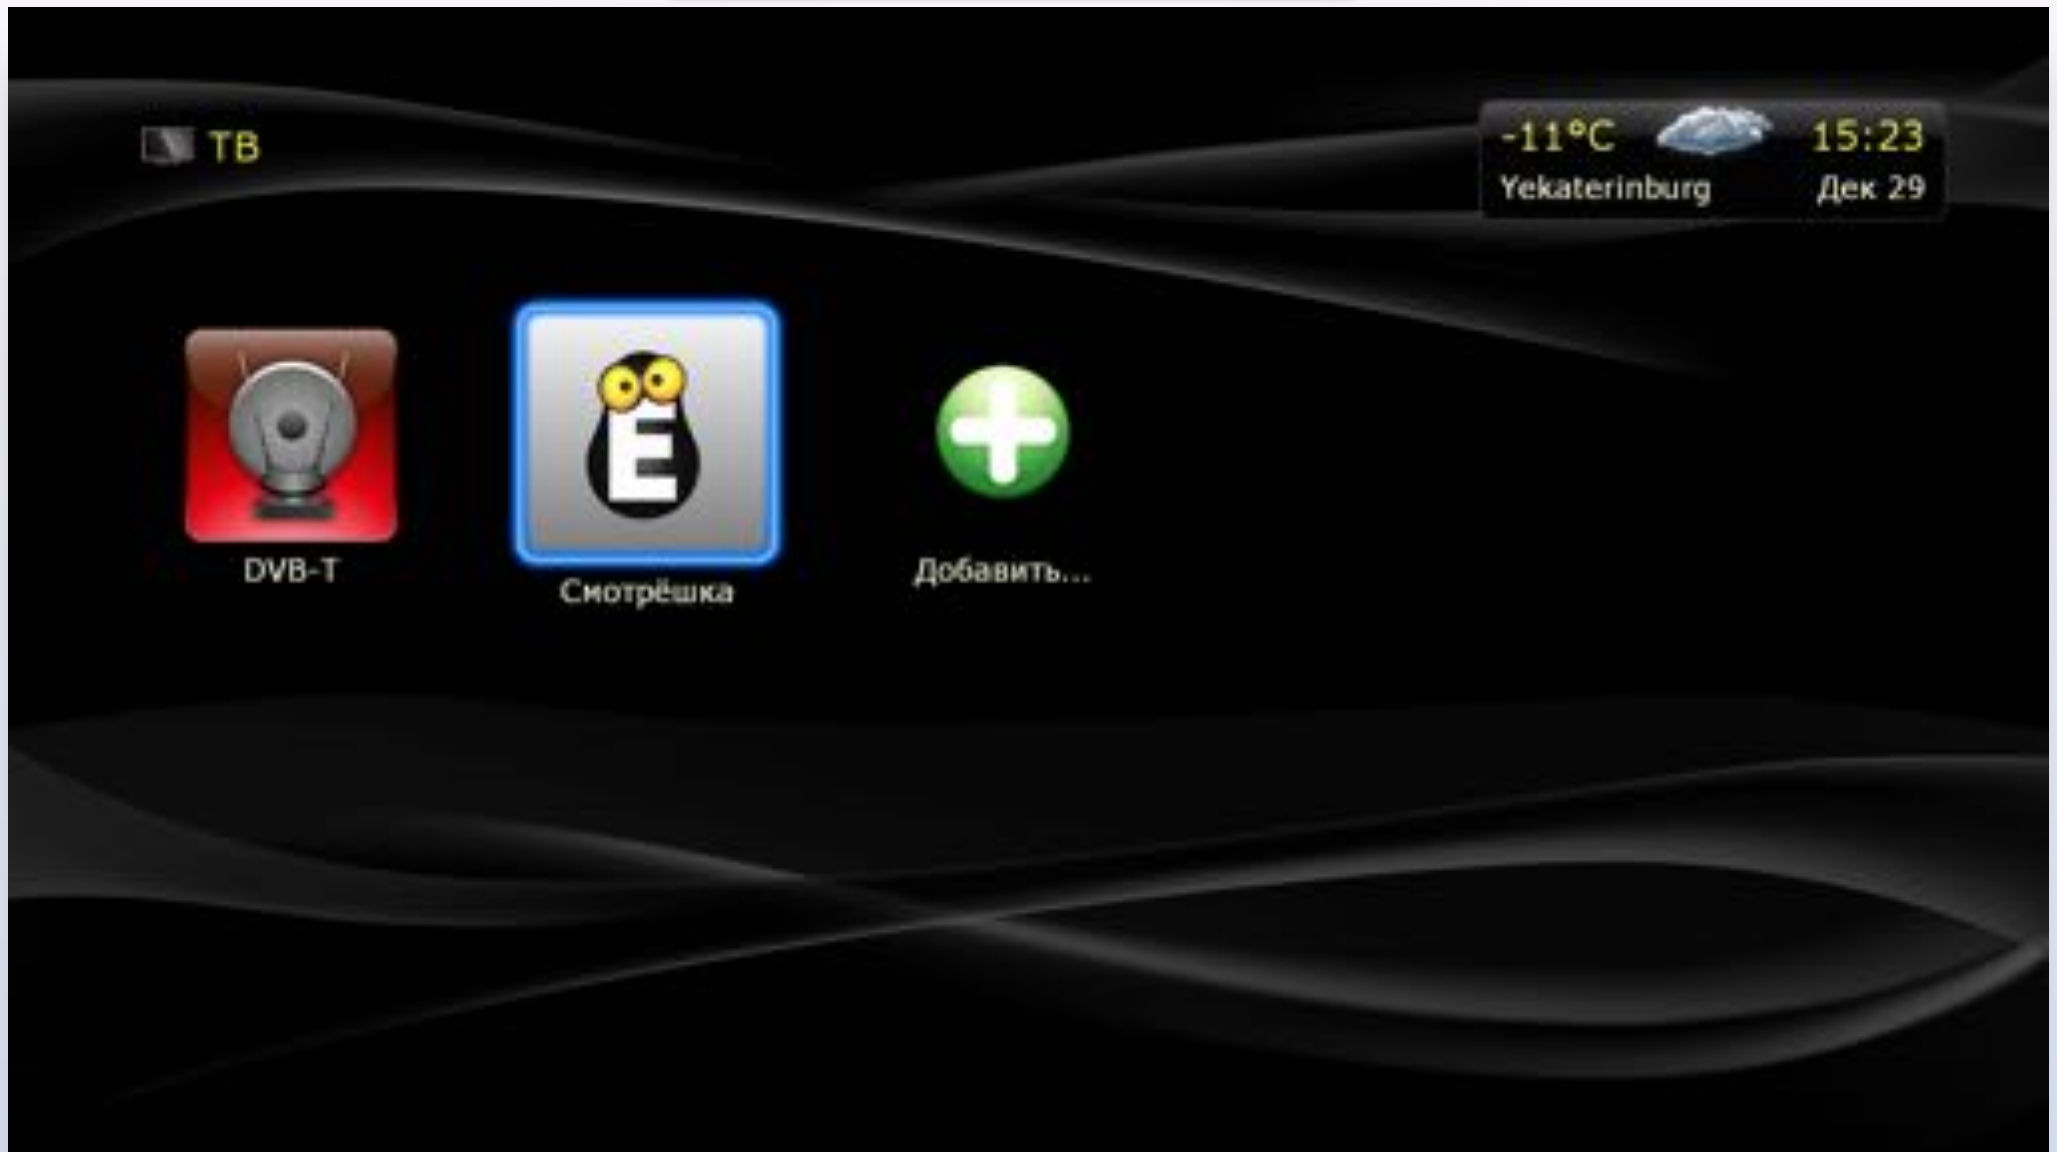 ТВ
-11°C 15:23
Yekaterinburg Дек 29
E
DVB-T
Смотрёшка
Добавить...